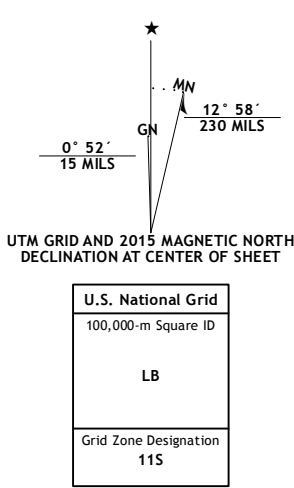 ★
MN
GN
12° 58´
230 MILS
0° 52´
15 MILS
UTM GRID AND 2015 MAGNETIC NORTH
DECLINATION AT CENTER OF SHEET
U.S. National Grid
100,000-m Square ID
LB
Grid Zone Designation
11S